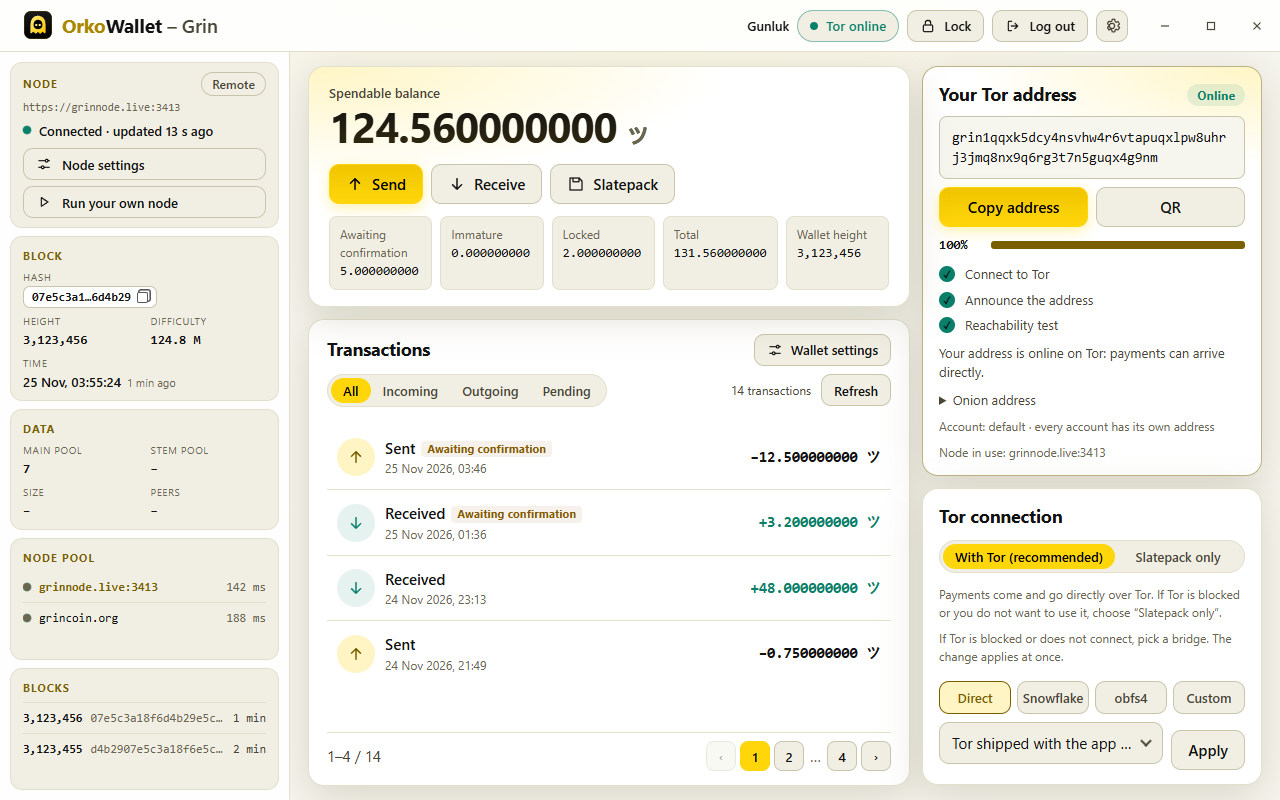 OrkoWallet – Grin
Gunluk
Tor online
Lock
Log out
NODE
Remote
https://grinnode.live:3413
Connected · updated 13 s ago
Node settings
Run your own node
BLOCK
HASH
07e5c3a1…6d4b29
HEIGHT
DIFFICULTY
3,123,456
124.8 M
TIME
25 Nov, 03:55:24 1 min ago
DATA
MAIN POOL
STEM POOL
7
–
SIZE
PEERS
–
–
NODE POOL
grinnode.live:3413 142 ms
grincoin.org 188 ms
BLOCKS
3,123,456 07e5c3a18f6d4b29e5c… 1 min
3,123,455 d4b2907e5c3a18f6e5c… 2 min
Spendable balance
124.560000000 ツ
Send
Receive
Slatepack
Awaiting
confirmation
5.000000000
Immature
0.000000000
Locked
2.000000000
Total
131.560000000
Wallet height
3,123,456
Transactions
Wallet settings
All
Incoming
Outgoing
Pending
14 transactions
Refresh
Sent Awaiting confirmation
25 Nov 2026, 03:46
−12.500000000 ツ
Received Awaiting confirmation
25 Nov 2026, 01:36
+3.200000000 ツ
Received
24 Nov 2026, 23:13
+48.000000000 ツ
Sent
24 Nov 2026, 21:49
−0.750000000 ツ
1–4 / 14
‹ 1 2 … 4 ›
Your Tor address
Online
grin1qqxk5dcy4nsvhw4r6vtapuqxlpw8uhr
j3jmq8nx9q6rg3t7n5guqx4g9nm
Copy address
QR
100%
Connect to Tor
Announce the address
Reachability test
Your address is online on Tor: payments can arrive
directly.
Onion address
Account: default · every account has its own address
Node in use: grinnode.live:3413
Tor connection
With Tor (recommended)
Slatepack only
Payments come and go directly over Tor. If Tor is blocked
or you do not want to use it, choose “Slatepack only”.
If Tor is blocked or does not connect, pick a bridge. The
change applies at once.
Direct
Snowflake
obfs4
Custom
Tor shipped with the app ...
Apply